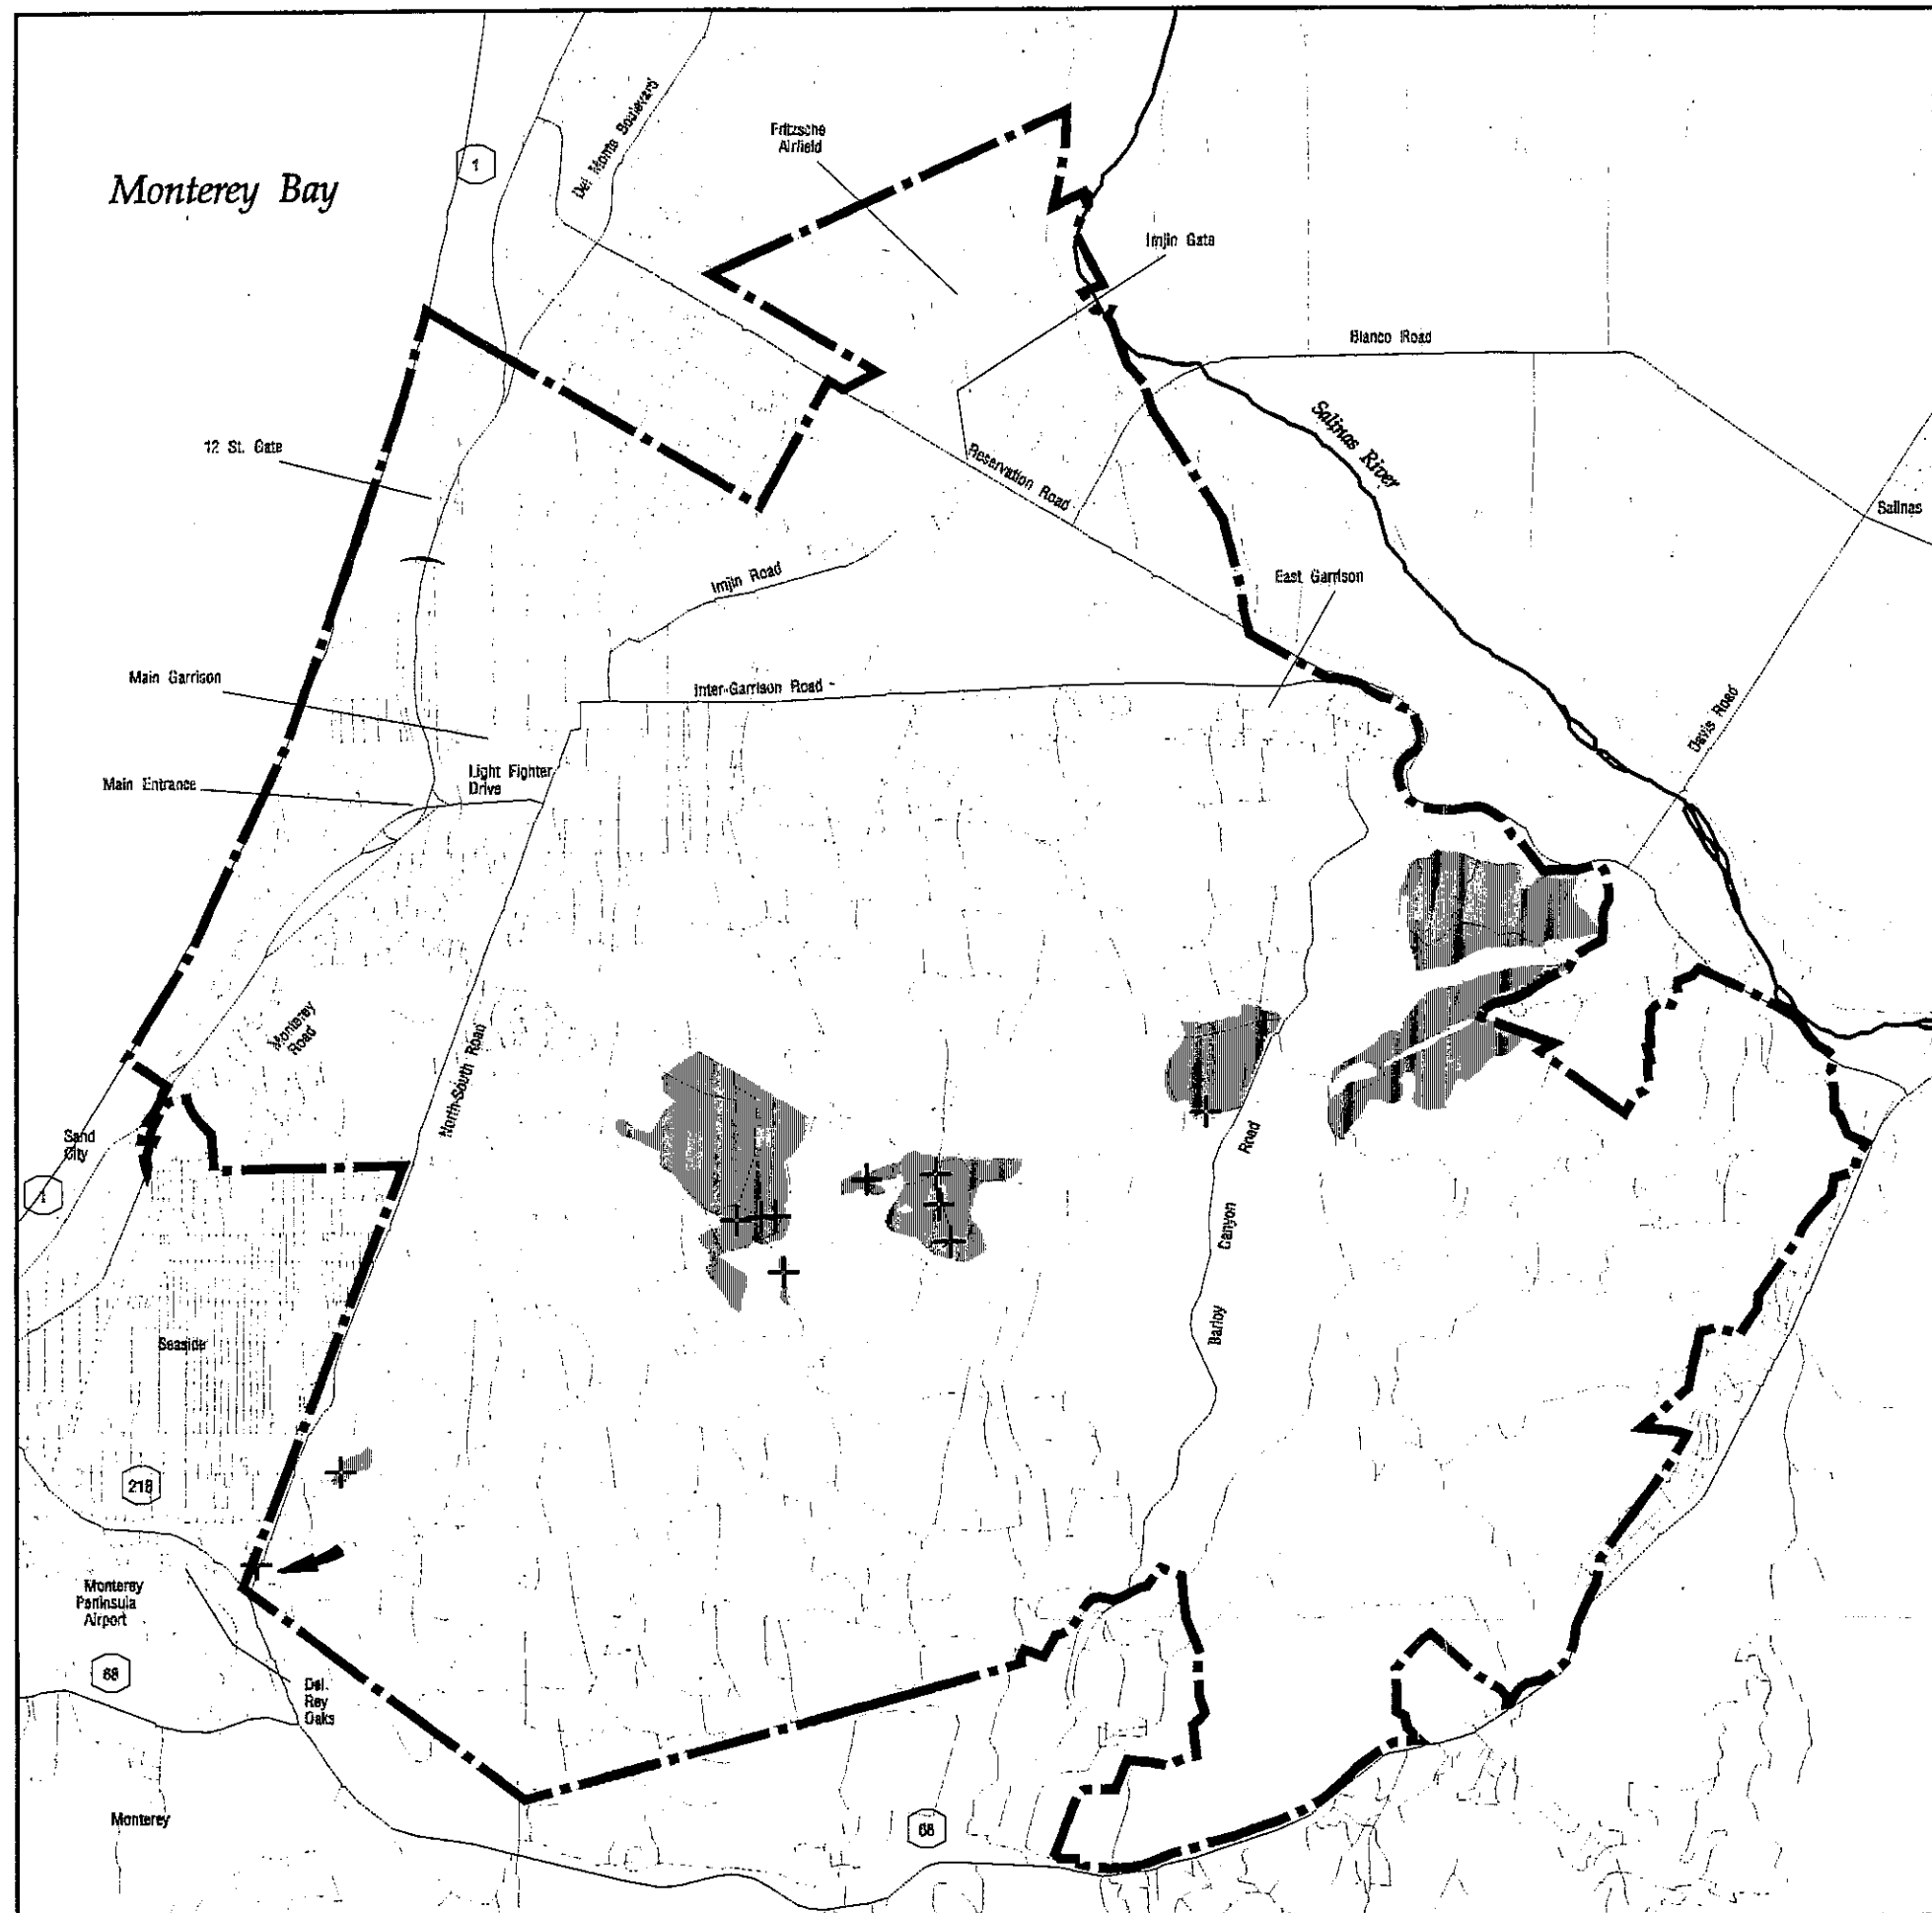 Monterey Bay
1
Del Monte Boulevard
Fritzsche
Airfield
Imjin Gate
Blanco Road
Salinas River
12 St. Gate
Reservation Road
Salinas
Imjin Road
East Garrison
Main Garrison
Inter-Garrison Road
Davis Road
Main Entrance
Light Fighter
Drive
Monterey
Road
North-South Road
Sand
City
1
Barloy Canyon Road
Seaside
218
Monterey
Peninsula
Airport
68
Del
Rey
Oaks
Monterey
68